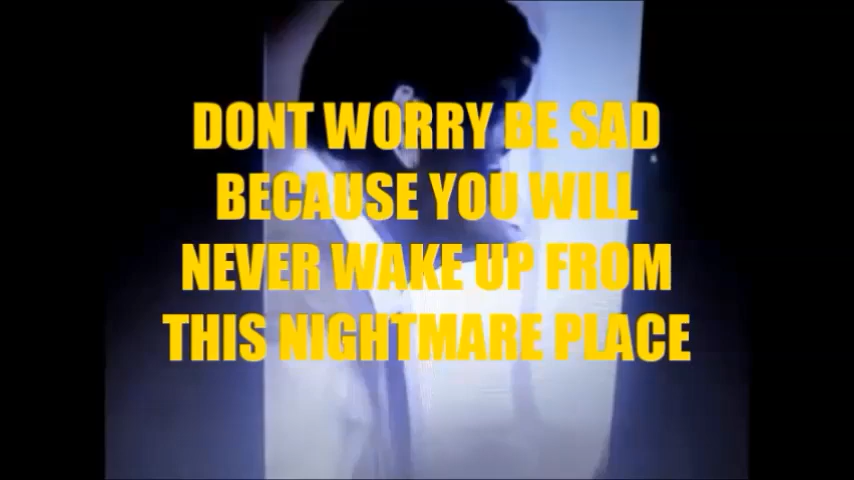 DONT WORRY BE SAD
BECAUSE YOU WILL
NEVER WAKE UP FROM
THIS NIGHTMARE PLACE